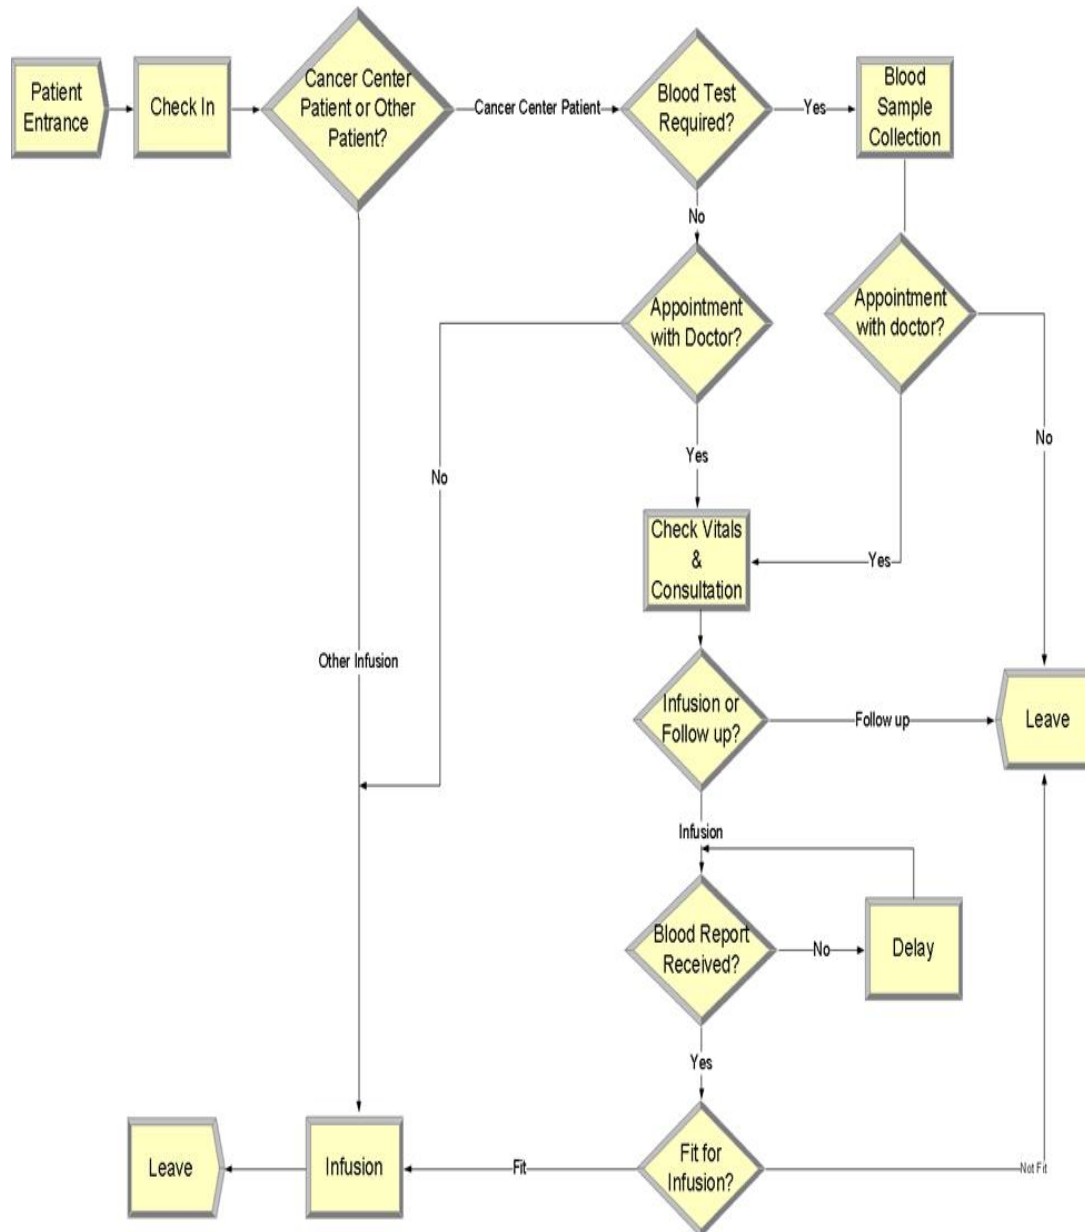 Patient
Entrance
Check In
Cancer Center
Patient or Other
Patient?
Cancer Center Patient
Blood Test
Required?
Yes
Blood
Sample
Collection
No
Appointment
with Doctor?
Appointment
with doctor?
No
Yes
No
Check Vitals
&
Consultation
Yes
Other Infusion
Infusion or
Follow up?
Follow up
Leave
Infusion
Blood Report
Received?
No
Delay
Yes
Leave
Infusion
Fit
Fit for
Infusion?
Not Fit